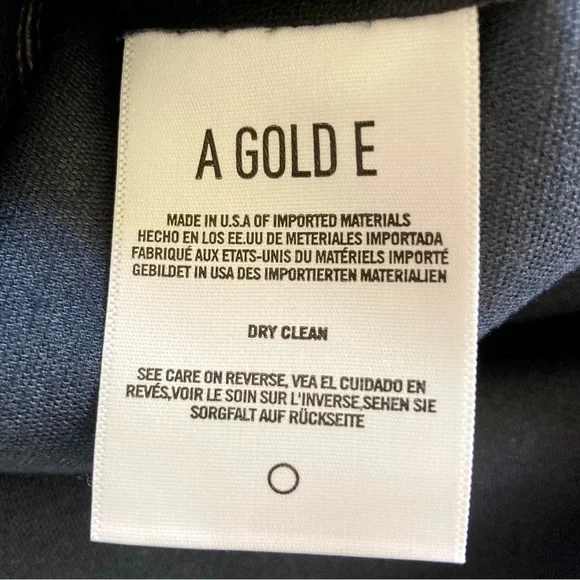 A GOLD E
MADE IN U.S.A OF IMPORTED MATERIALS
HECHO EN LOS EE.UU DE METERIALES IMPORTADA
FABRIQUÉ AUX ETATS-UNIS DU MATÉRIELS IMPORTÉ
GEBILDET IN USA DES IMPORTIERTEN MATERIALIEN
DRY CLEAN
SEE CARE ON REVERSE, VEA EL CUIDADO EN
REVÉS,VOIR LE SOIN SUR L'INVERSE,SEHEN SIE
SORGFALT AUF RÜCKSEITE